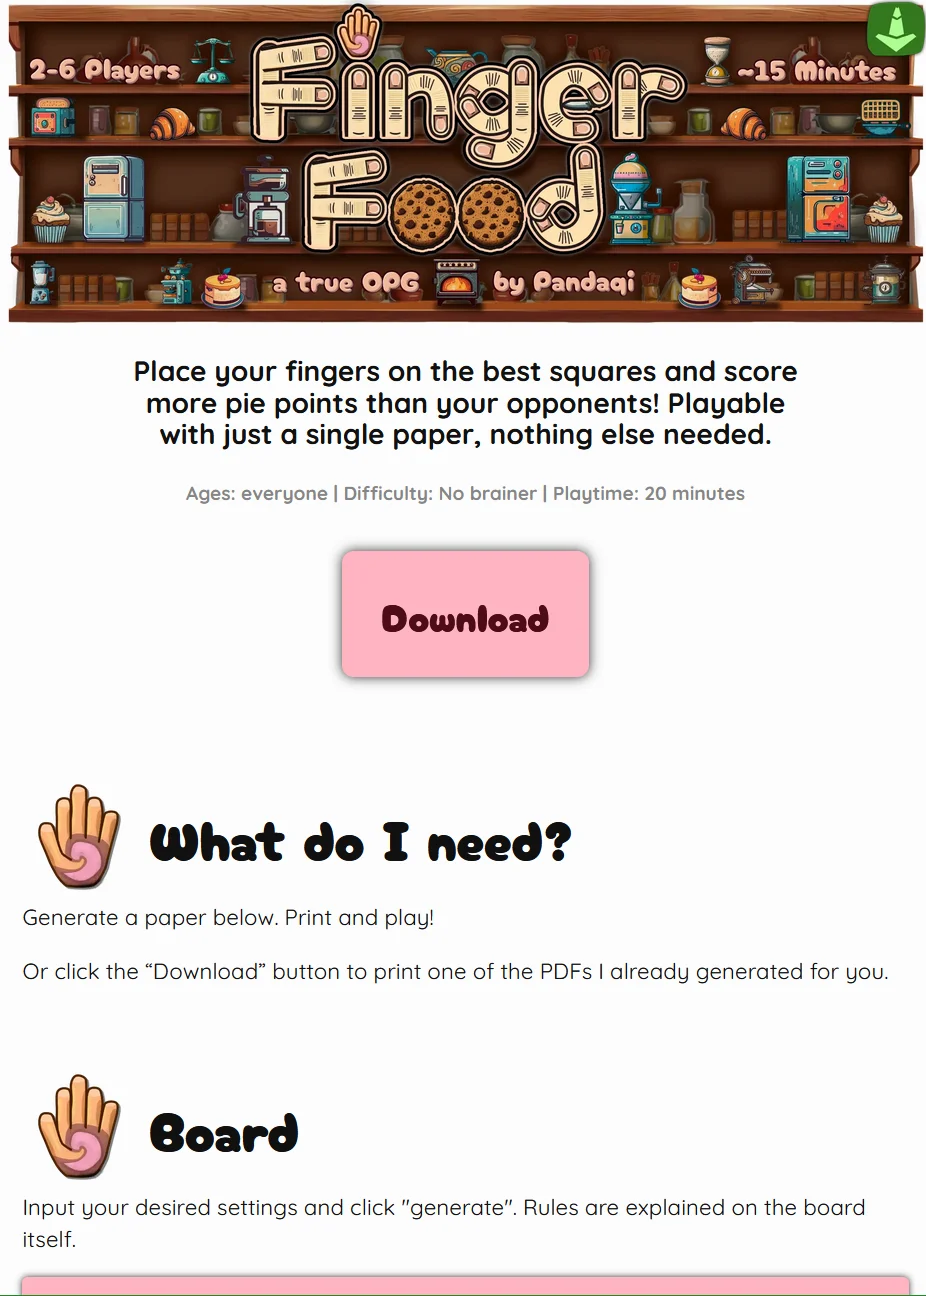 2-6 Players
Finger
~15 Minutes
Food
a true OPG by Pandaqi
Place your fingers on the best squares and score
more pie points than your opponents! Playable
with just a single paper, nothing else needed.
Ages: everyone | Difficulty: No brainer | Playtime: 20 minutes
Download
What do I need?
Generate a paper below. Print and play!
Or click the “Download” button to print one of the PDFs I already generated for you.
Board
Input your desired settings and click "generate". Rules are explained on the board
itself.